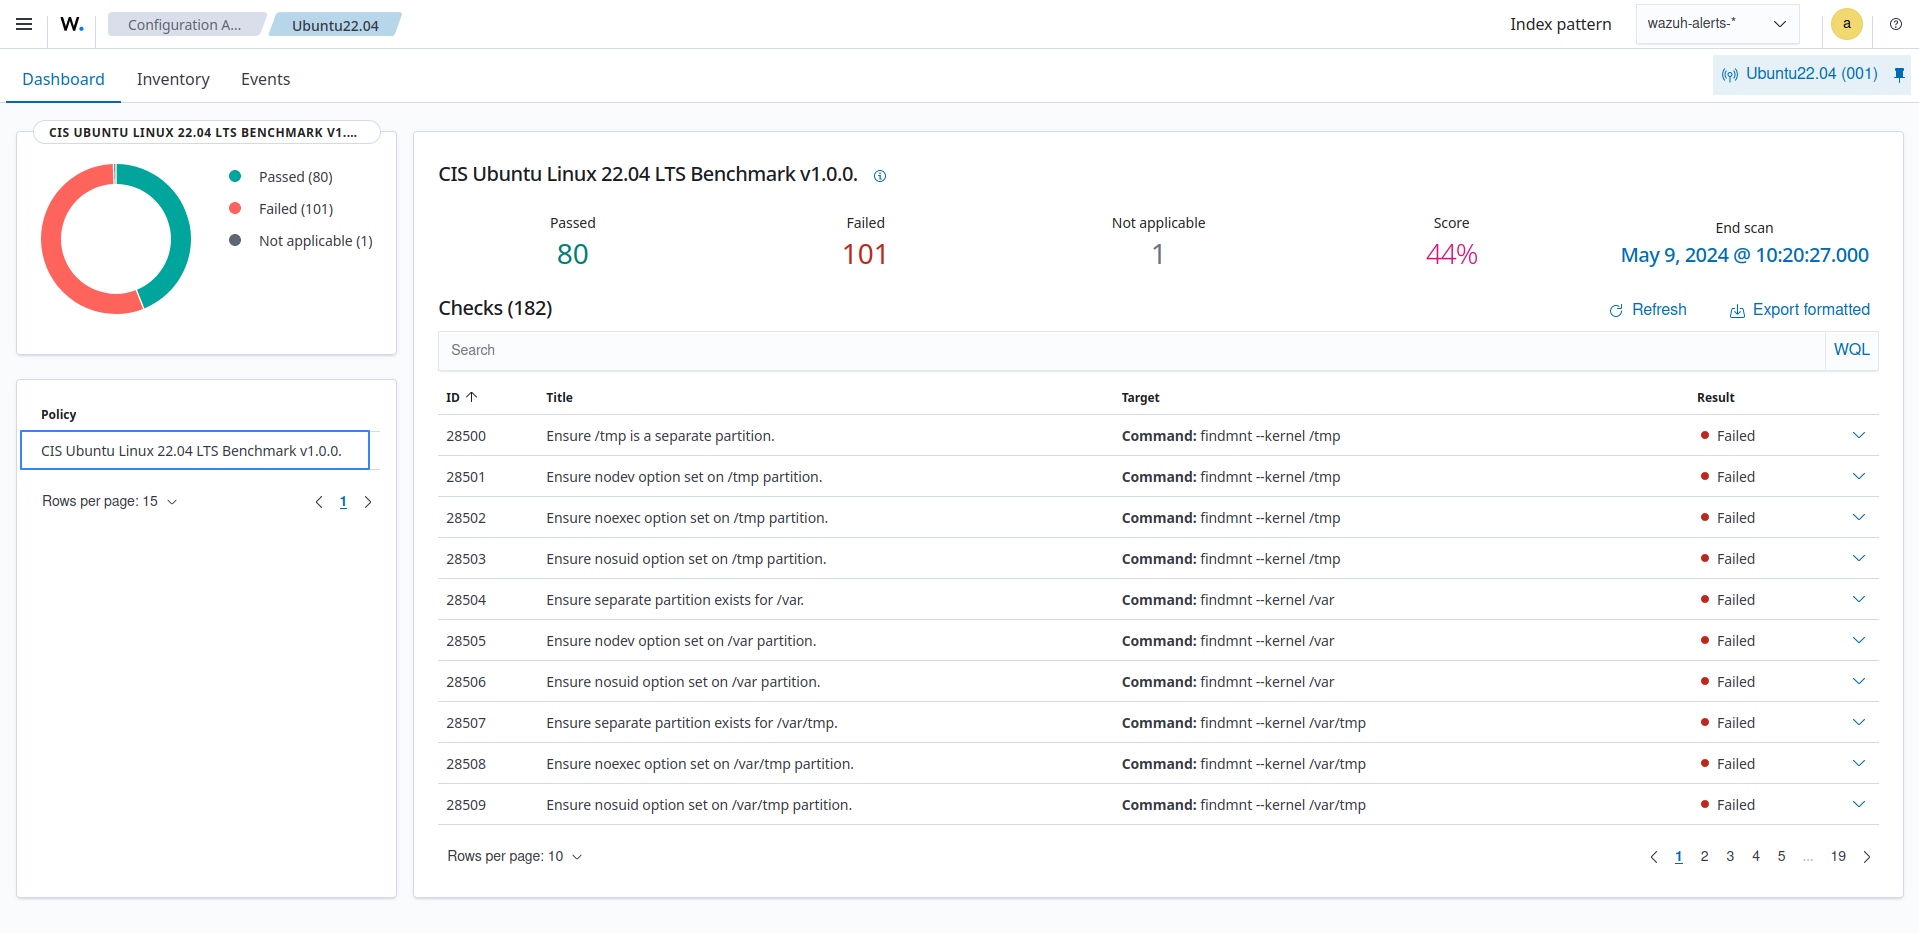 W. Configuration A... Ubuntu22.04 Index pattern wazuh-alerts-* a
Dashboard Inventory Events Ubuntu22.04 (001)
CIS UBUNTU LINUX 22.04 LTS BENCHMARK V1....
Passed (80)
Failed (101)
Not applicable (1)
Policy
CIS Ubuntu Linux 22.04 LTS Benchmark v1.0.0.
Rows per page: 15 1
CIS Ubuntu Linux 22.04 LTS Benchmark v1.0.0.
Passed Failed Not applicable Score End scan
80 101 1 44% May 9, 2024 @ 10:20:27.000
Checks (182) Refresh Export formatted
Search WQL
ID Title Target Result
28500 Ensure /tmp is a separate partition. Command: findmnt --kernel /tmp Failed
28501 Ensure nodev option set on /tmp partition. Command: findmnt --kernel /tmp Failed
28502 Ensure noexec option set on /tmp partition. Command: findmnt --kernel /tmp Failed
28503 Ensure nosuid option set on /tmp partition. Command: findmnt --kernel /tmp Failed
28504 Ensure separate partition exists for /var. Command: findmnt --kernel /var Failed
28505 Ensure nodev option set on /var partition. Command: findmnt --kernel /var Failed
28506 Ensure nosuid option set on /var partition. Command: findmnt --kernel /var Failed
28507 Ensure separate partition exists for /var/tmp. Command: findmnt --kernel /var/tmp Failed
28508 Ensure noexec option set on /var/tmp partition. Command: findmnt --kernel /var/tmp Failed
28509 Ensure nosuid option set on /var/tmp partition. Command: findmnt --kernel /var/tmp Failed
Rows per page: 10 1 2 3 4 5 ... 19